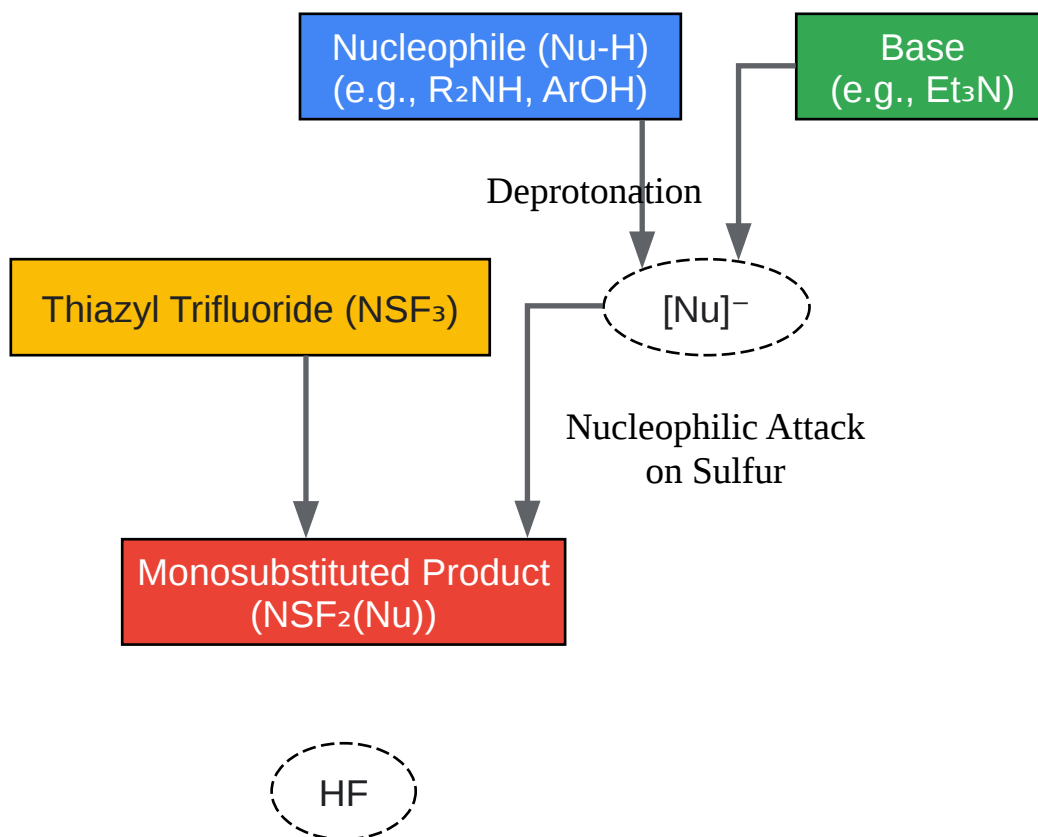 Nucleophile (Nu-H)
(e.g., R₂NH, ArOH)
Base
(e.g., Et₃N)
Deprotonation
Thiazyl Trifluoride (NSF₃)
[Nu]⁻
Nucleophilic Attack
on Sulfur
Monosubstituted Product
(NSF₂(Nu))
HF